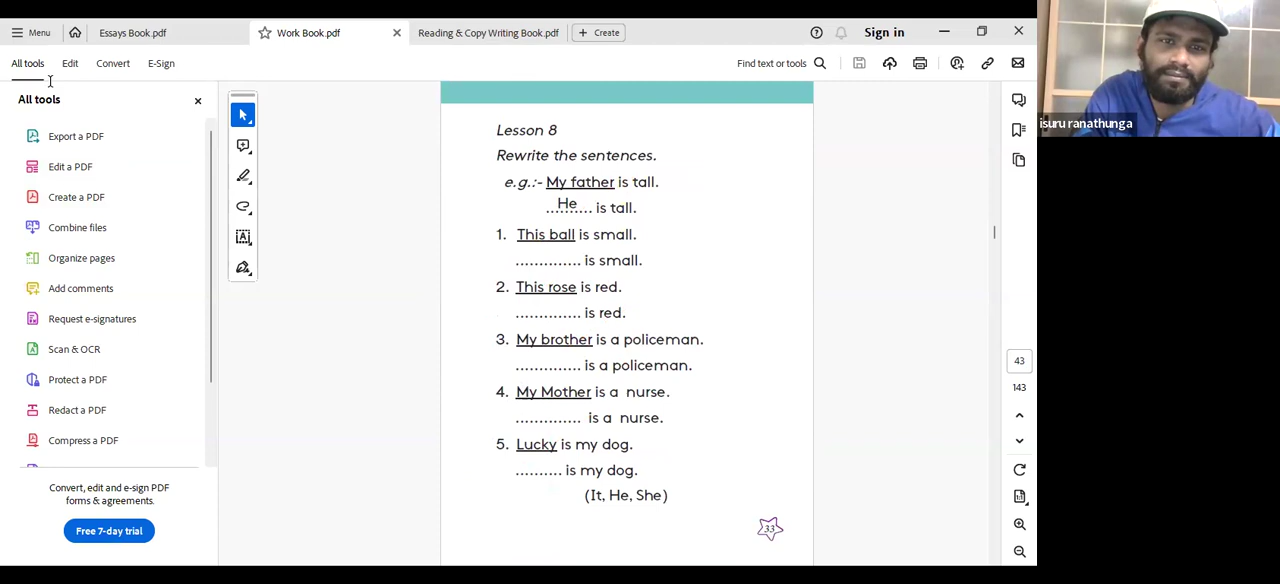 Menu
Essays Book.pdf
Work Book.pdf
Reading & Copy Writing Book.pdf
+ Create
Sign in
All tools
Edit
Convert
E-Sign
Find text or tools
All tools
Export a PDF
Edit a PDF
Create a PDF
Combine files
Organize pages
Add comments
Request e-signatures
Scan & OCR
Protect a PDF
Redact a PDF
Compress a PDF
Convert, edit and e-sign PDF
forms & agreements.
Free 7-day trial
Lesson 8
Rewrite the sentences.
e.g.:- My father is tall.
....He.... is tall.
1. This ball is small.
.............. is small.
2. This rose is red.
.............. is red.
3. My brother is a policeman.
.............. is a policeman.
4. My Mother is a nurse.
.............. is a nurse.
5. Lucky is my dog.
.......... is my dog.
(It, He, She)
33
43
143
isuru ranathunga